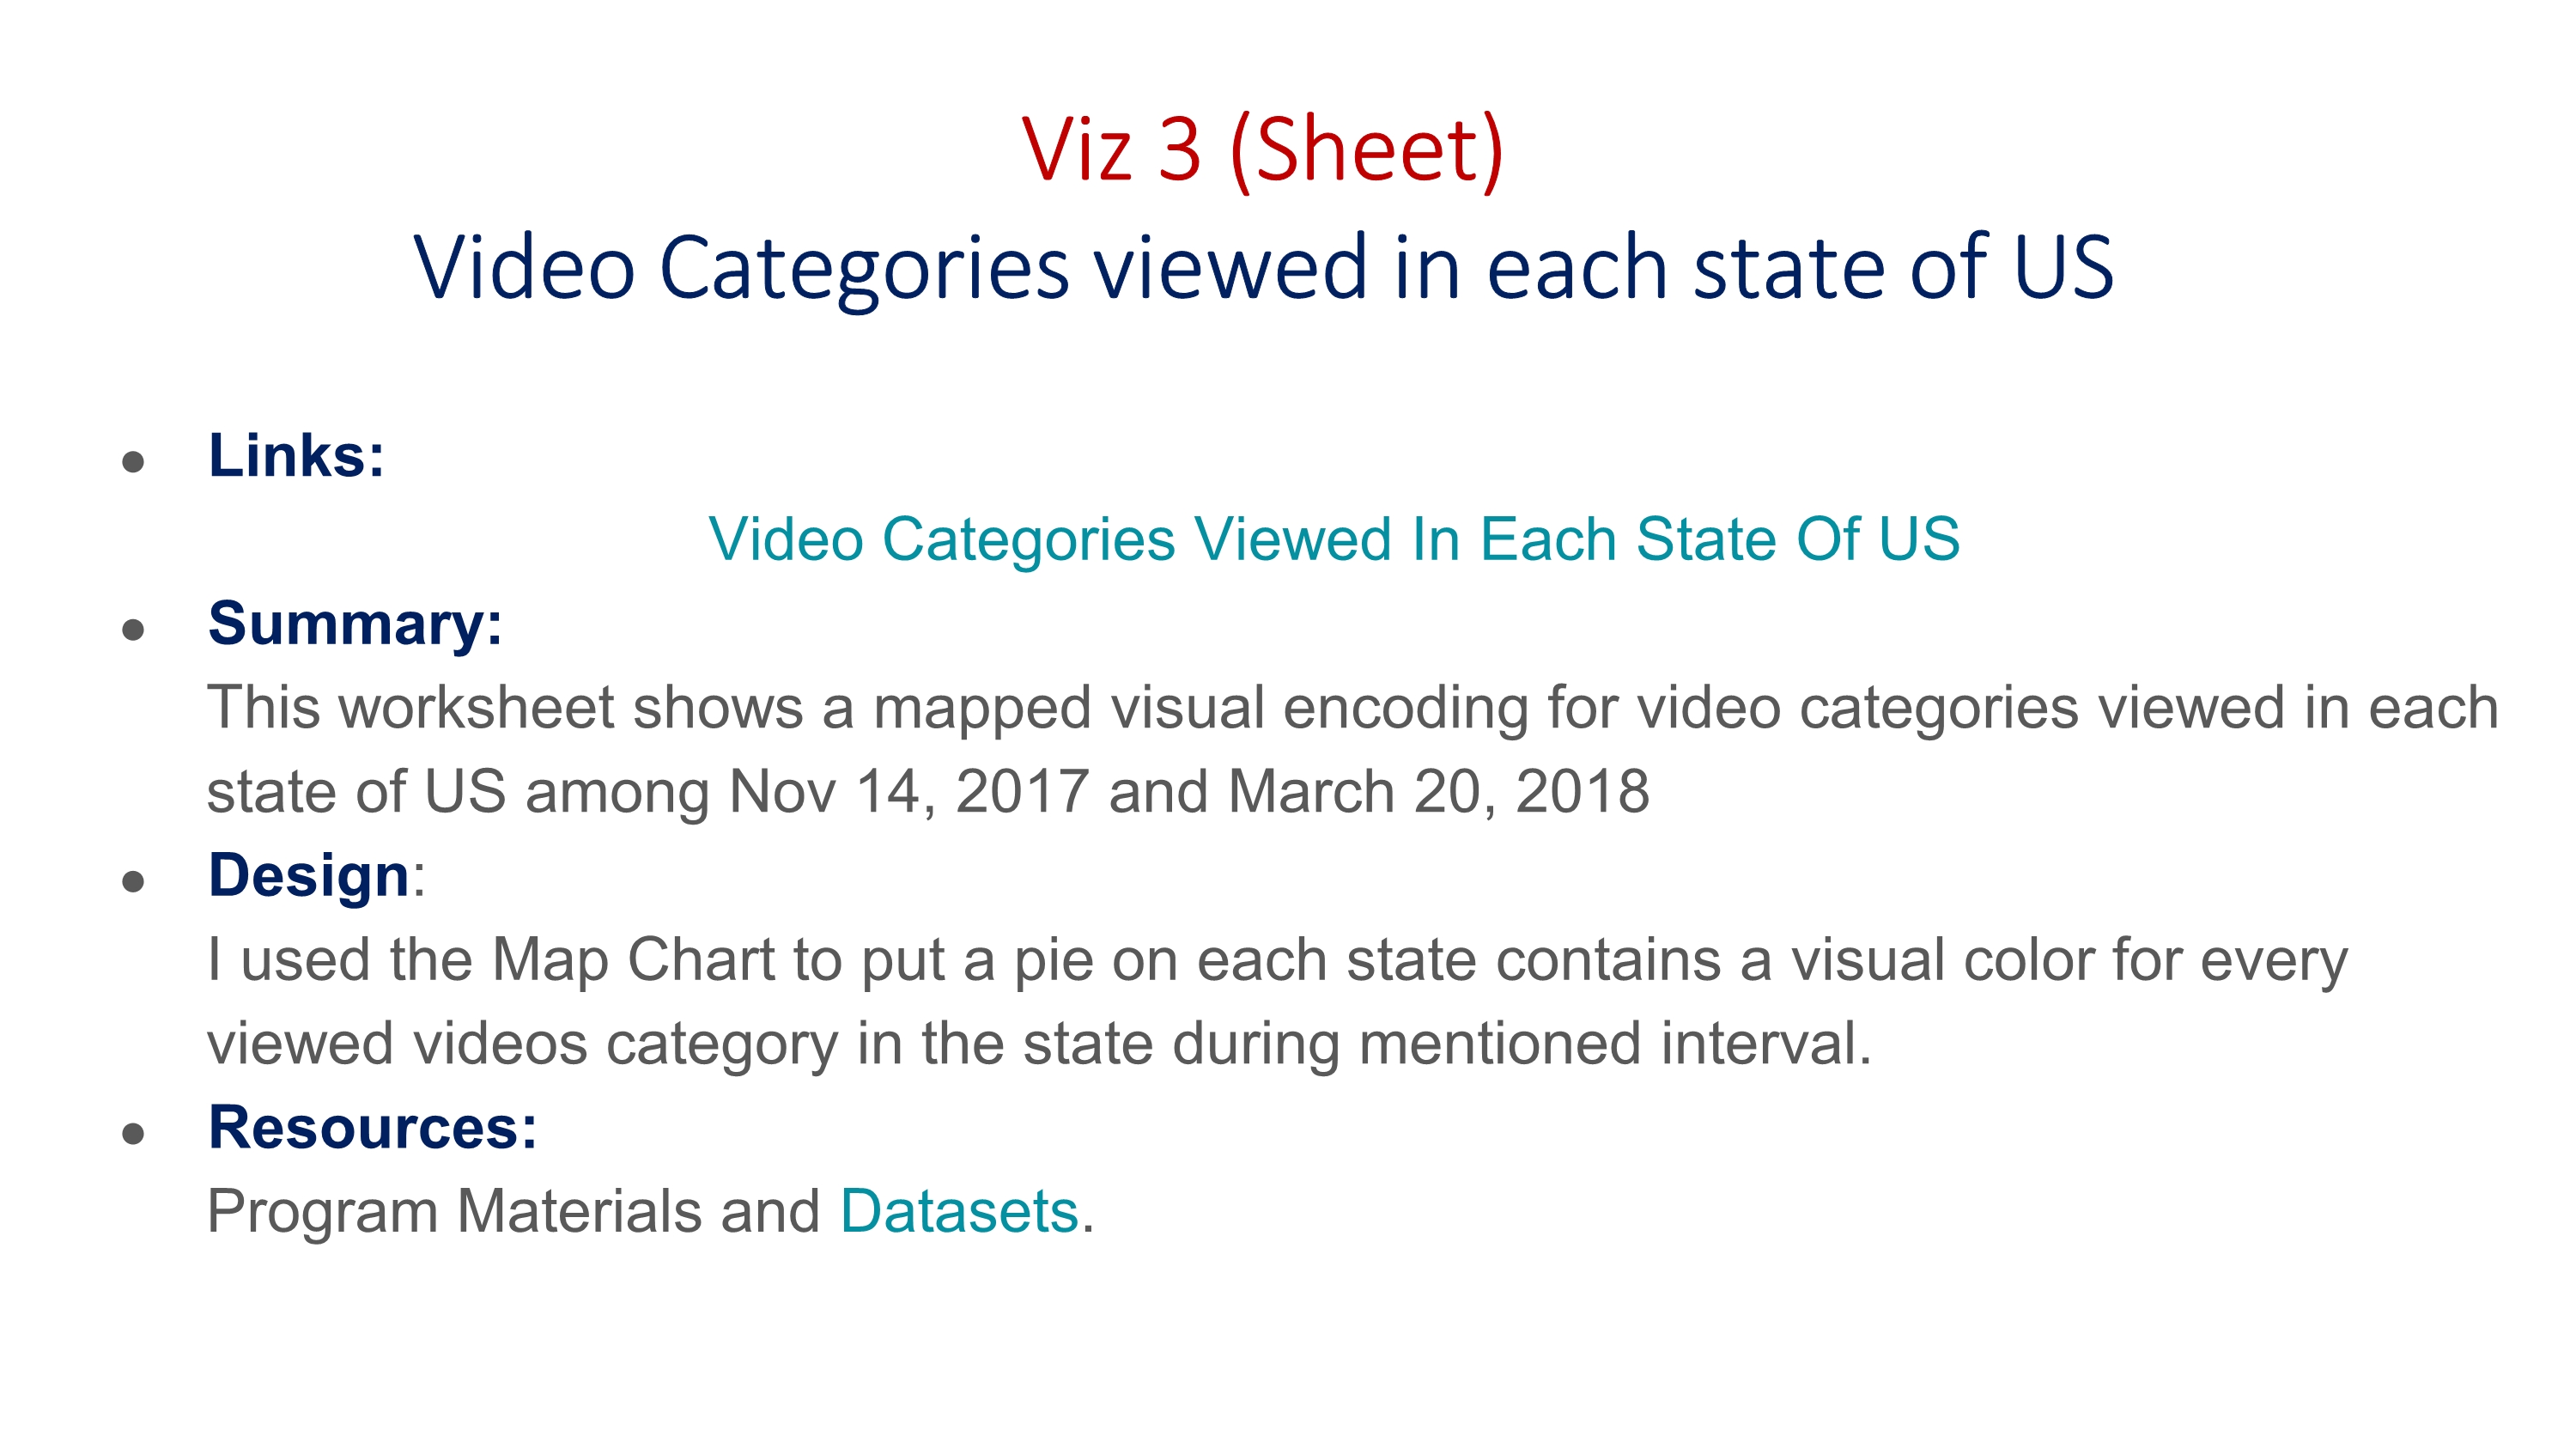 Viz 3 (Sheet)
Video Categories viewed in each state of US
● Links:
Video Categories Viewed In Each State Of US
● Summary:
This worksheet shows a mapped visual encoding for video categories viewed in each
state of US among Nov 14, 2017 and March 20, 2018
● Design:
I used the Map Chart to put a pie on each state contains a visual color for every
viewed videos category in the state during mentioned interval.
● Resources:
Program Materials and Datasets.